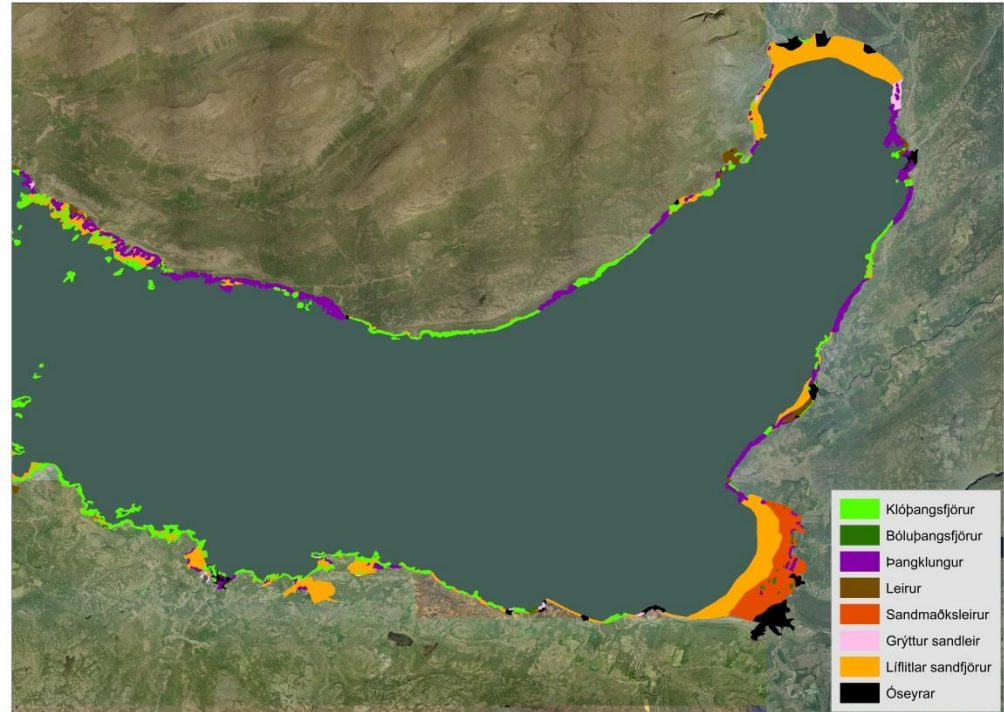 Klóþangsfjörur
Bóluþangsfjörur
Þangklungur
Leirur
Sandmaðksleirur
Grýttur sandleir
Líflitlar sandfjörur
Óseyrar